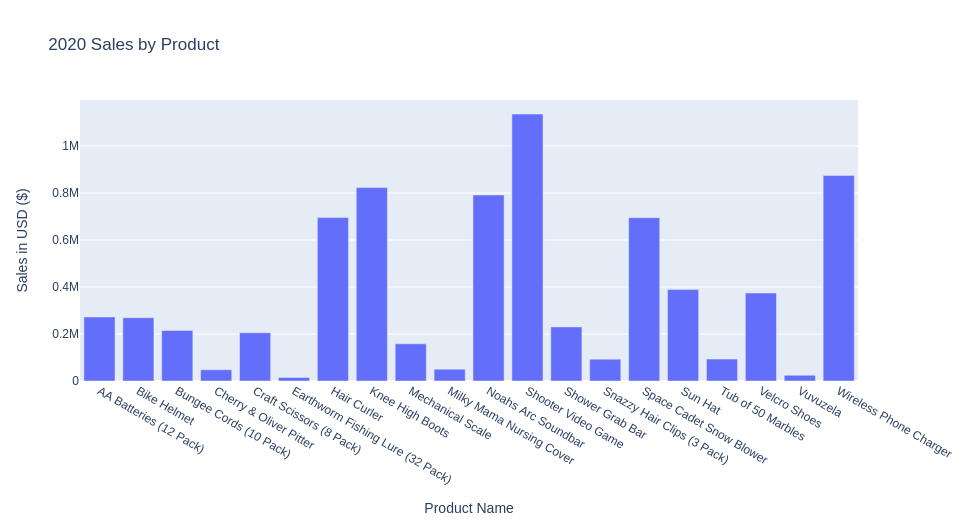 2020 Sales by Product
1M
0.8M
0.6M
0.4M
0.2M
0
Sales in USD ($)
AA Batteries (12 Pack)
Bike Helmet
Bungee Cords (10 Pack)
Cherry & Oliver Pitter
Craft Scissors (8 Pack)
Earthworm Fishing Lure (32 Pack)
Hair Curler
Knee High Boots
Mechanical Scale
Milky Mama Nursing Cover
Noahs Arc Soundbar
Shooter Video Game
Shower Grab Bar
Snazzy Hair Clips (3 Pack)
Space Cadet Snow Blower
Sun Hat
Tub of 50 Marbles
Velcro Shoes
Vuvuzela
Wireless Phone Charger
Product Name